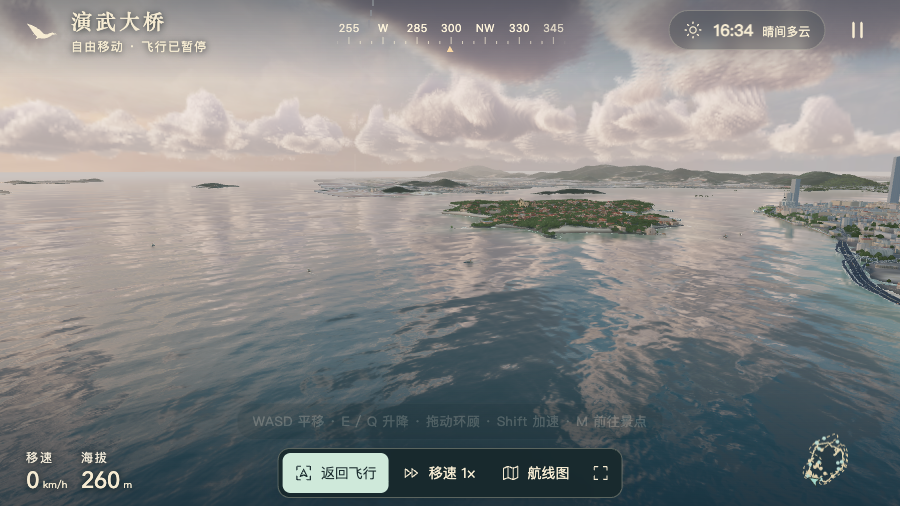 演武大桥
自由移动 · 飞行已暂停
255 W 285 300 NW 330 345
16:34 晴间多云
WASD 平移 · E / Q 升降 · 拖动环顾 · Shift 加速 · M 前往景点
移速 海拔
0 km/h 260 m
返回飞行 移速 1x 航线图